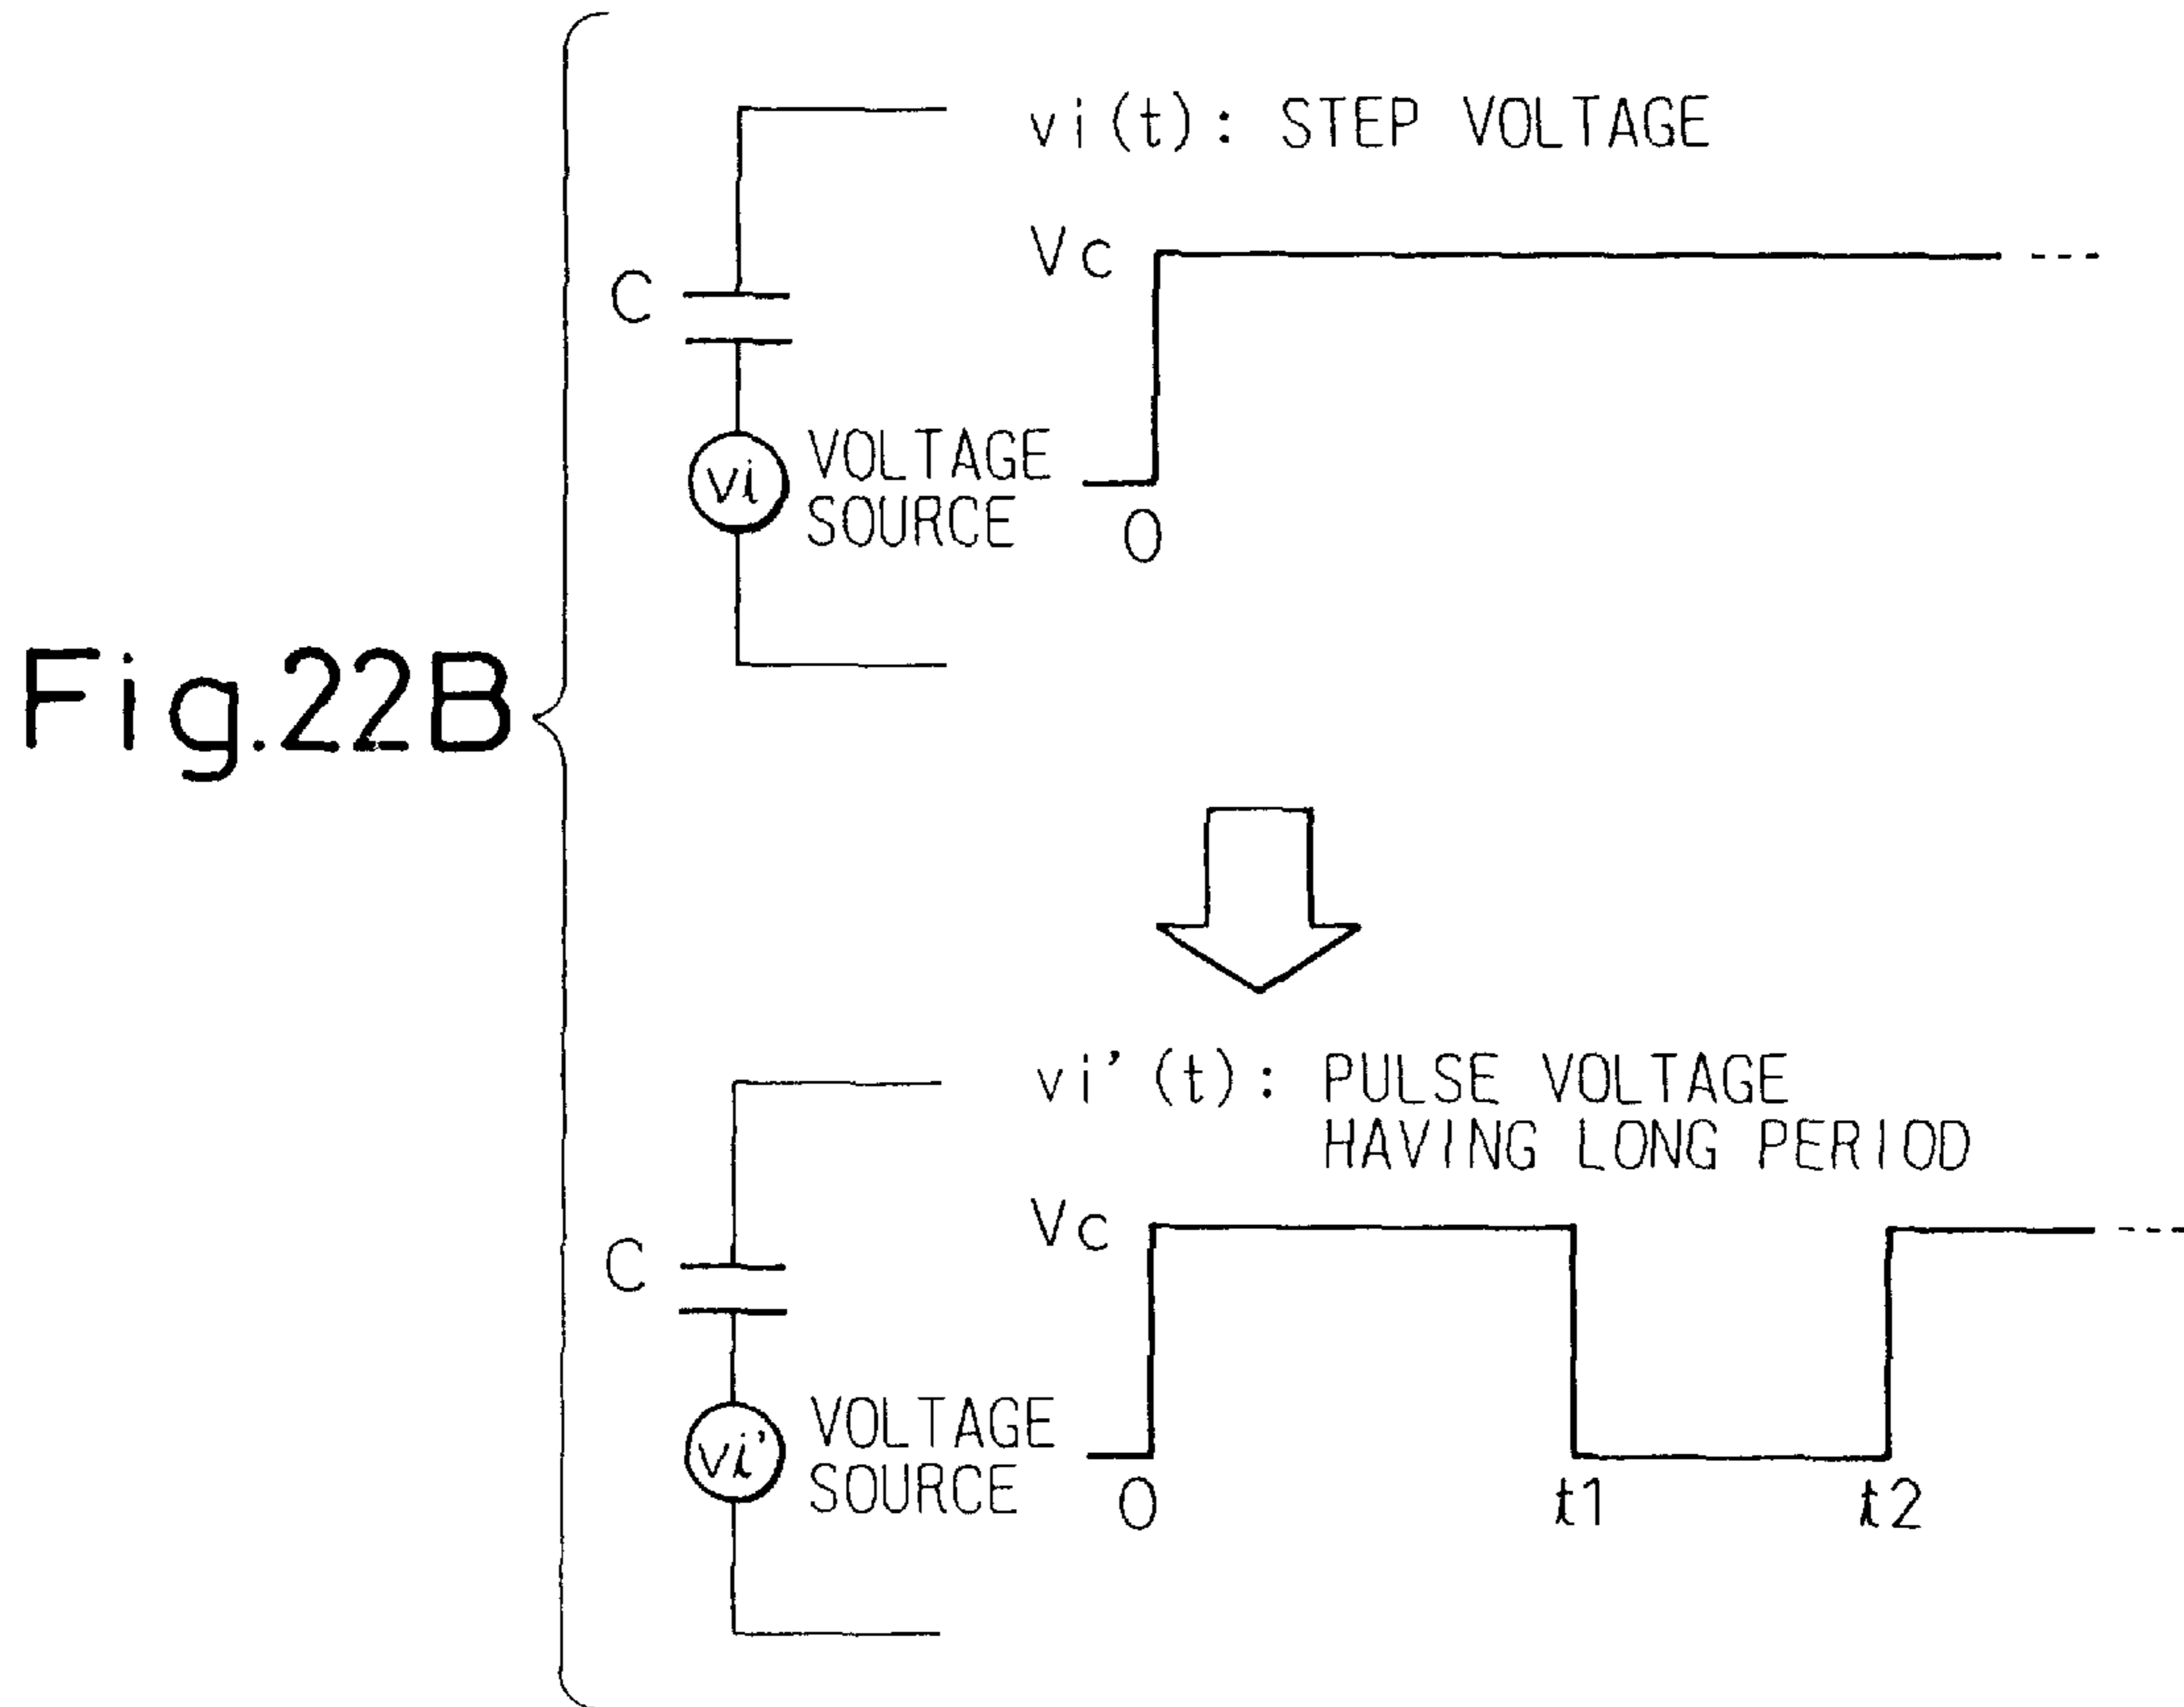 Fig.22B
vi(t): STEP VOLTAGE
Vc
C
vi
VOLTAGE
SOURCE
0
vi'(t): PULSE VOLTAGE
HAVING LONG PERIOD
Vc
C
vi'
VOLTAGE
SOURCE
0
t1
t2